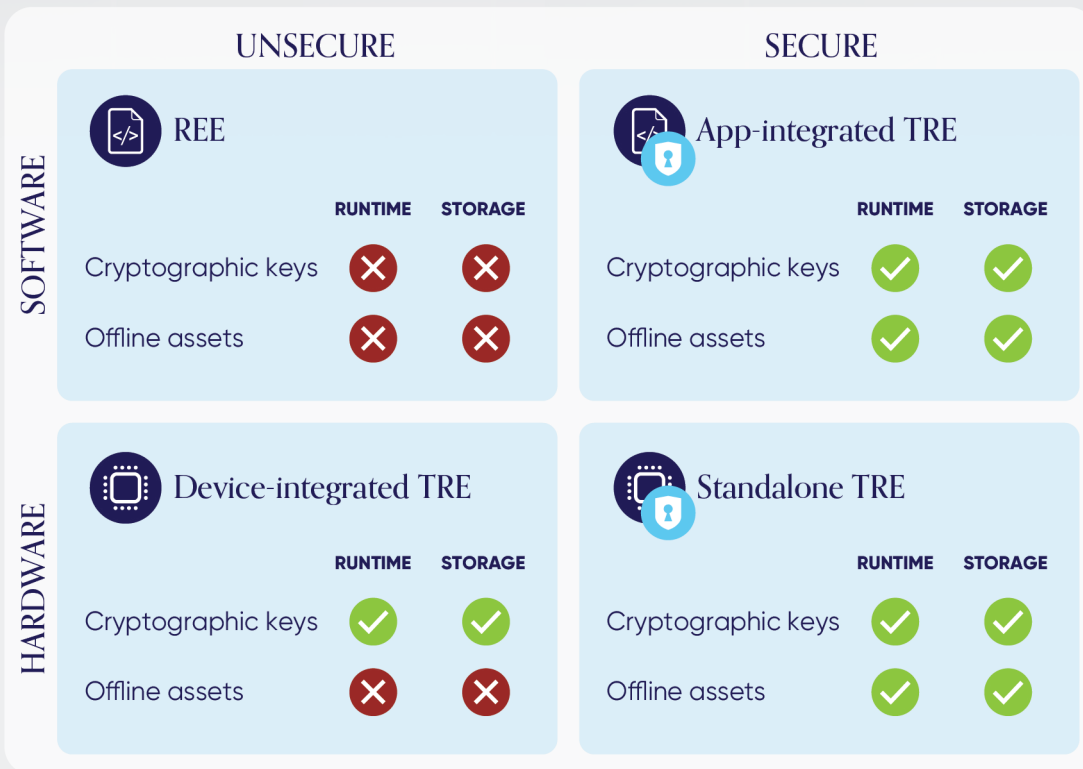 UNSECURE
SECURE
SOFTWARE
</> REE
RUNTIME STORAGE
Cryptographic keys
Offline assets
</> App-integrated TRE
RUNTIME STORAGE
Cryptographic keys
Offline assets
HARDWARE
Device-integrated TRE
RUNTIME STORAGE
Cryptographic keys
Offline assets
Standalone TRE
RUNTIME STORAGE
Cryptographic keys
Offline assets